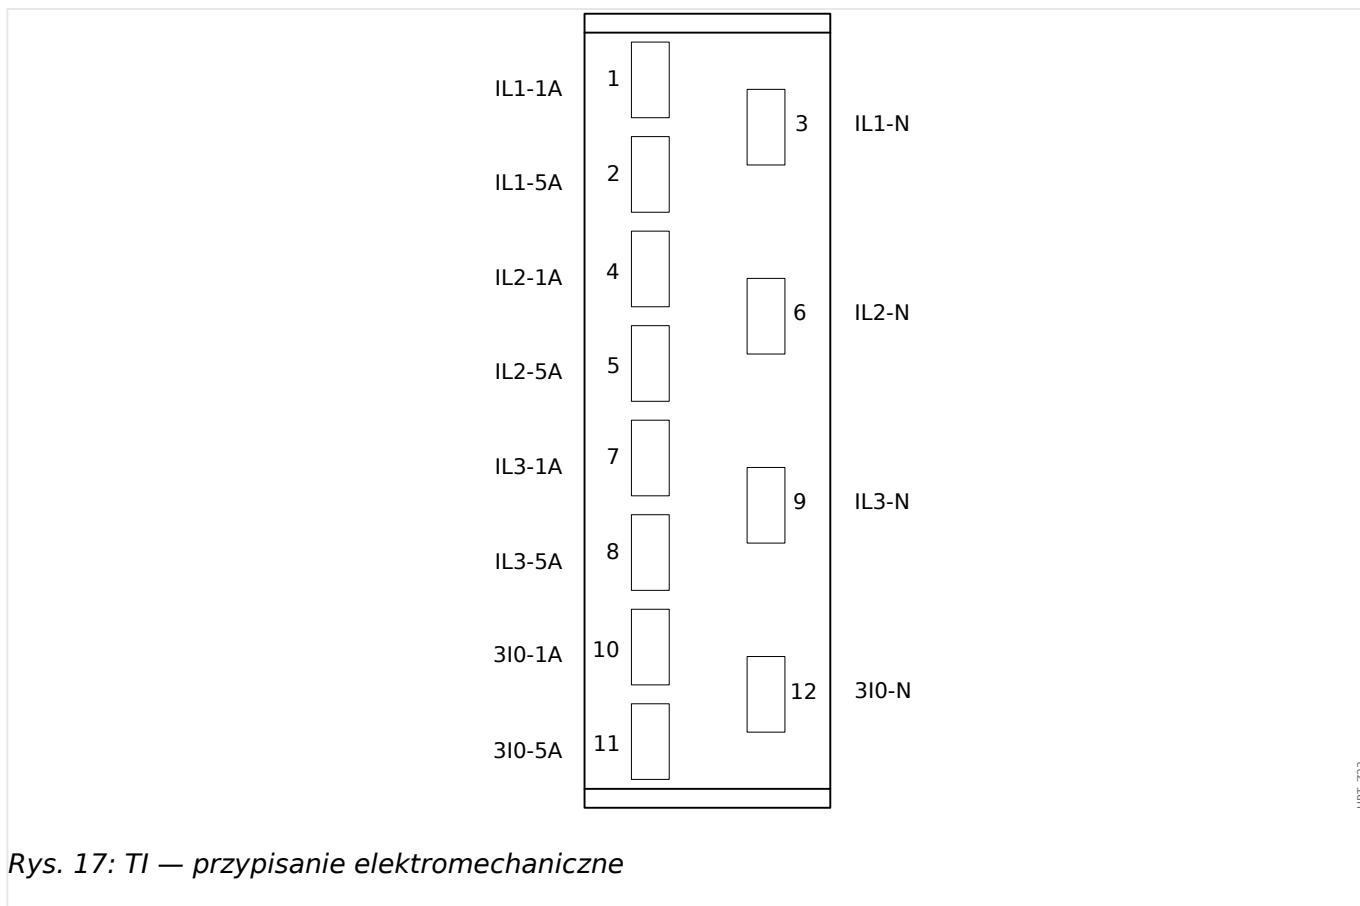 IL1-1A 1
3 IL1-N
IL1-5A 2
IL2-1A 4
6 IL2-N
IL2-5A 5
IL3-1A 7
9 IL3-N
IL3-5A 8
3I0-1A 10
12 3I0-N
3I0-5A 11
Rys. 17: TI — przypisanie elektromechaniczne